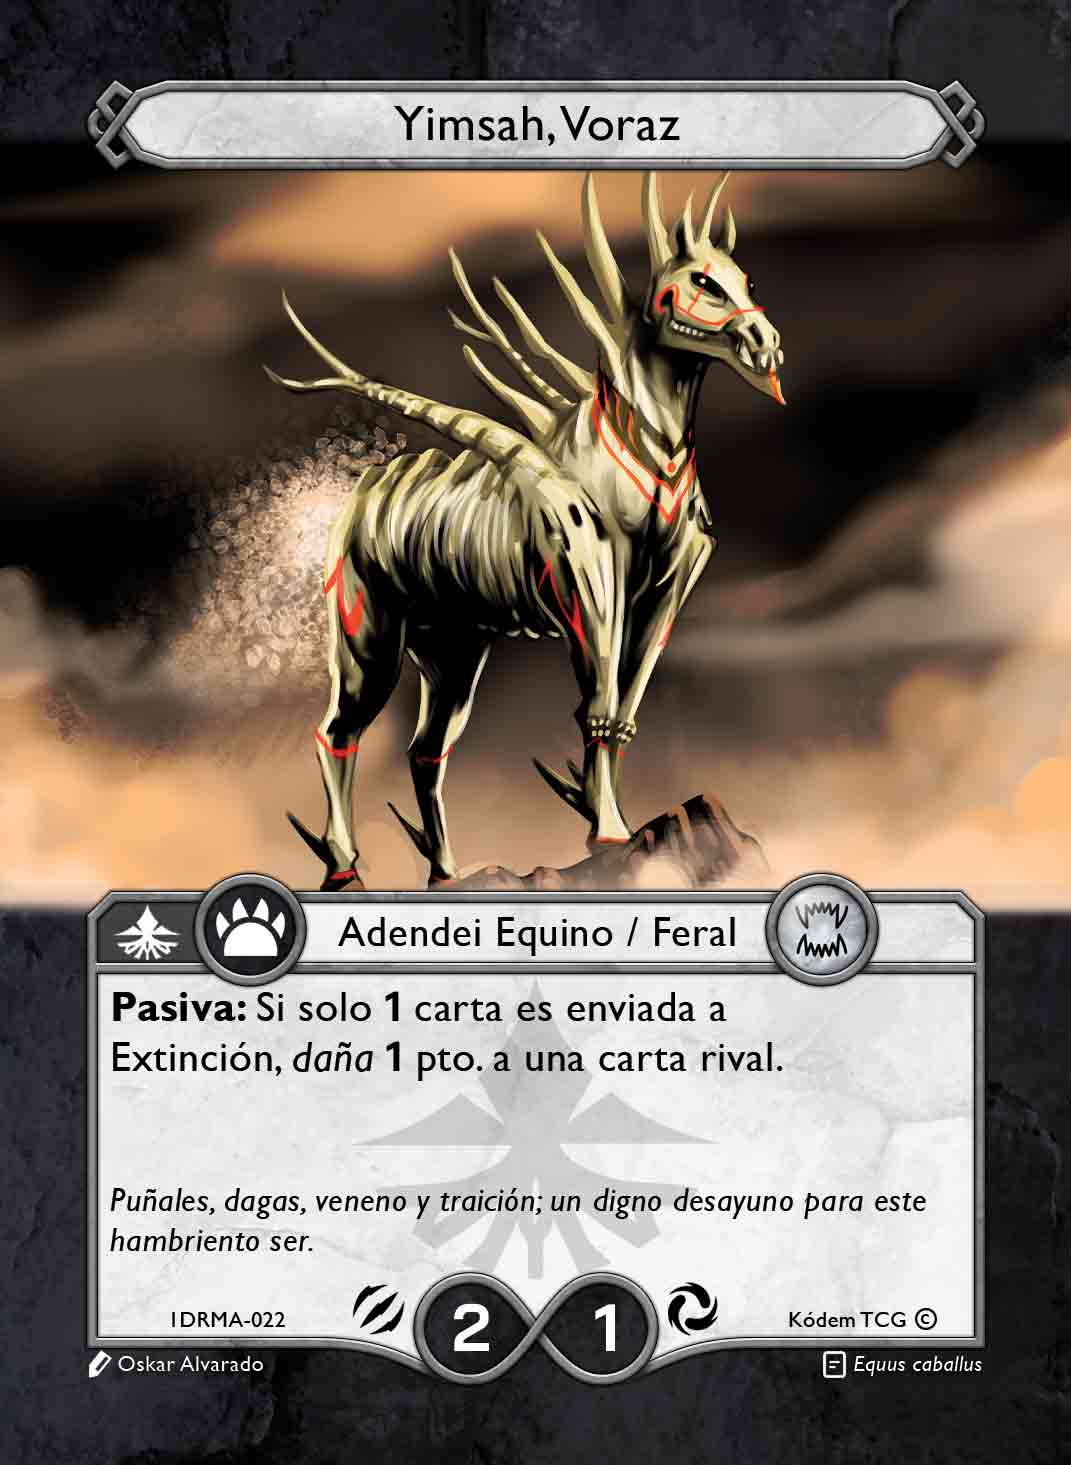 Yimsah, Voraz
Adendei Equino / Feral
Pasiva: Si solo 1 carta es enviada a
Extinción, daña 1 pto. a una carta rival.
Puñales, dagas, veneno y traición; un digno desayuno para este
hambriento ser.
1DRMA-022
2
1
Kódem TCG ©
Oskar Alvarado
Equus caballus